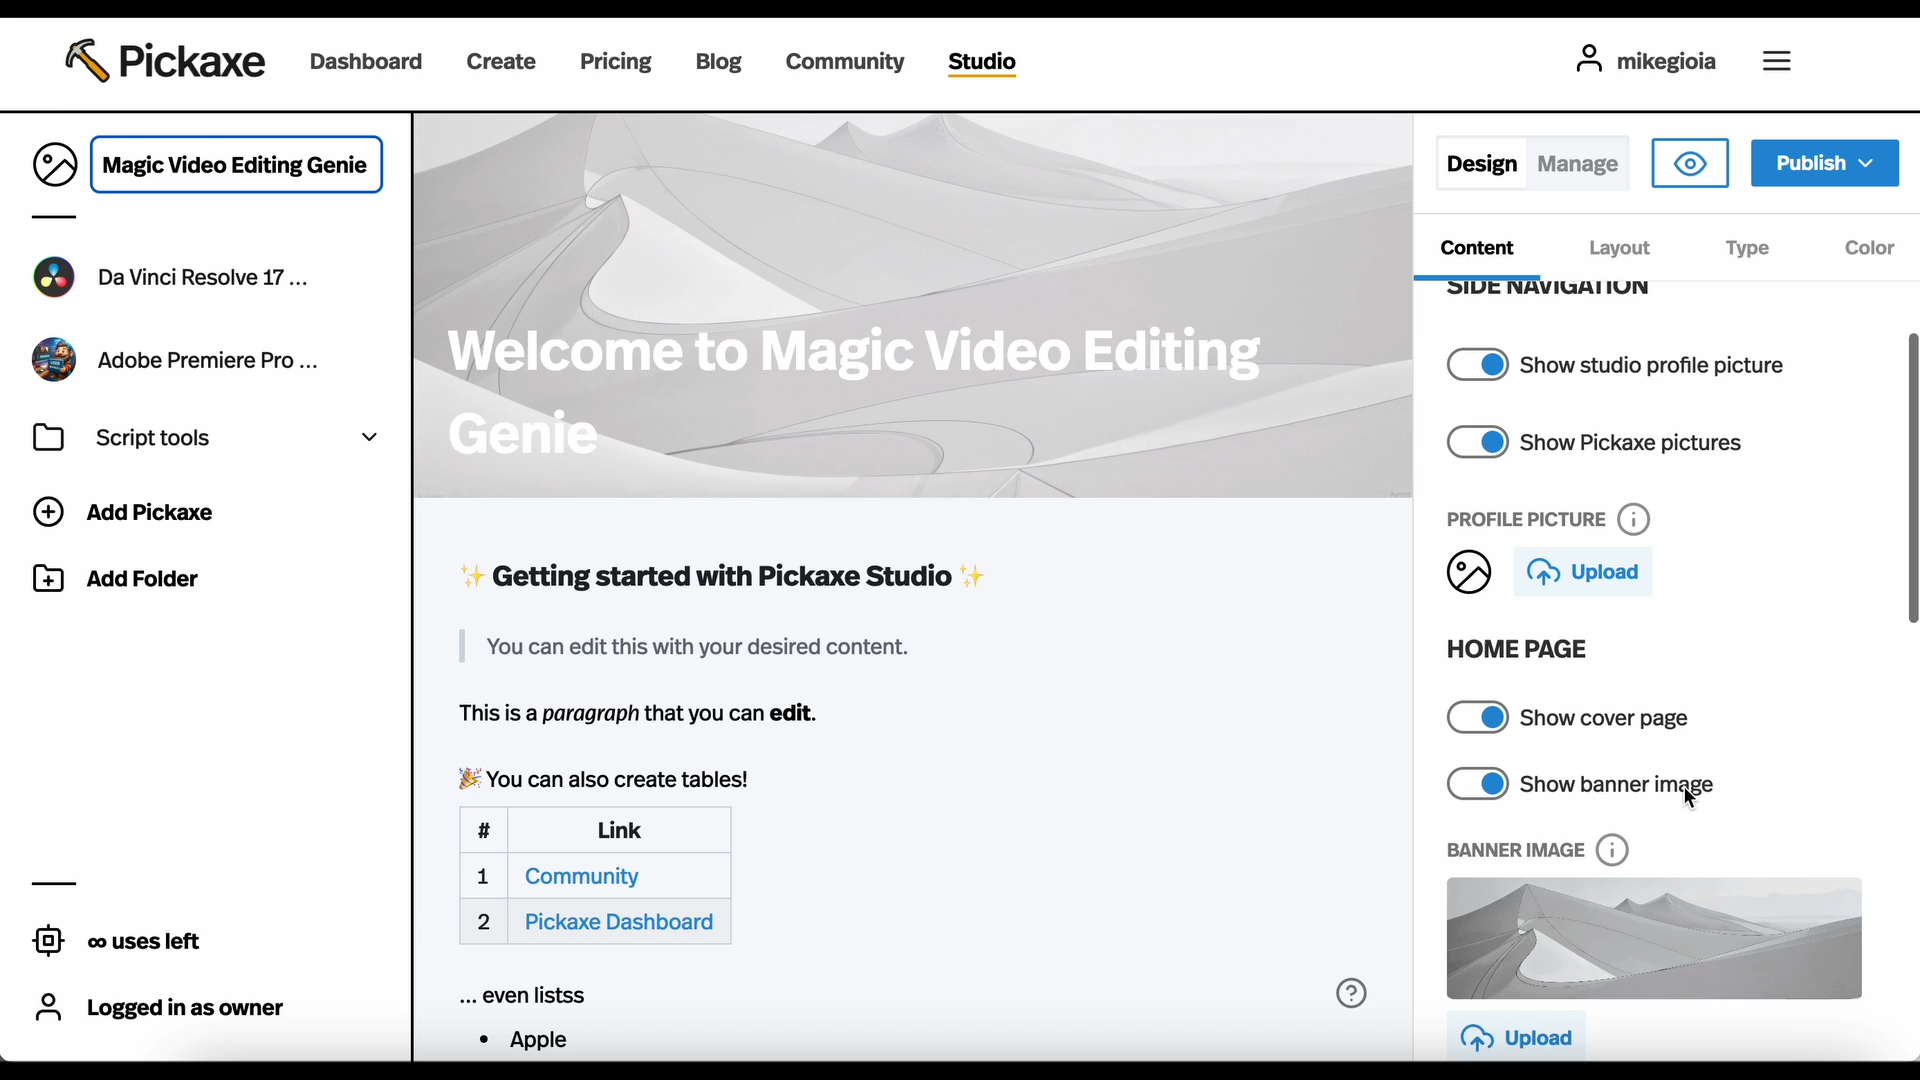 Pickaxe Dashboard Create Pricing Blog Community Studio mikegioia
Magic Video Editing Genie
Da Vinci Resolve 17 ...
Adobe Premiere Pro ...
Script tools
Add Pickaxe
Add Folder
∞ uses left
Logged in as owner
Welcome to Magic Video Editing
Genie
✨ Getting started with Pickaxe Studio ✨
You can edit this with your desired content.
This is a paragraph that you can edit.
🎉 You can also create tables!
# Link
1 Community
2 Pickaxe Dashboard
... even listss
• Apple
Design Manage Publish
Content Layout Type Color
SIDE NAVIGATION
Show studio profile picture
Show Pickaxe pictures
PROFILE PICTURE
Upload
HOME PAGE
Show cover page
Show banner image
BANNER IMAGE
Upload